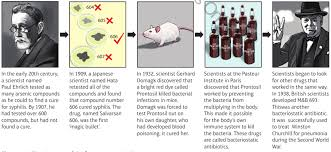 604
605
606
In the early 20th century,
a scientist named
Paul Ehrlich tested as
many arsenic compounds
as he could to find a cure
for syphilis. By 1907, he
had tested over 600
compounds, but had not
found a cure.
In 1909, a Japanese
scientist named Hata
retested all of the
compounds and found
that compound number
606 cured syphilis. The
drug, named Salvarsan
606, was the first
'magic bullet'.
In 1932, scientist Gerhard
Domagk discovered that
a bright red dye called
Prontosil killed bacterial
infections in mice.
Domagk was forced to
test Prontosil out on
his own daughter who
had developed blood
poisoning; it cured her.
Scientists at the Pasteur
Institute in Paris
discovered that Prontosil
worked by preventing
the bacteria from
multiplying in the body.
This made it possible
for the body's own
immune system to kill
the bacteria. These drugs
are called bacteriostatic
antibiotics.
Scientists began to look
for other drugs that
worked in the same way.
In 1938, British scientists
developed M&B 693.
This was another
bacteriostatic antibiotic;
it was successfully
used to treat
Winston Churchill
for pneumonia during the
Second World War